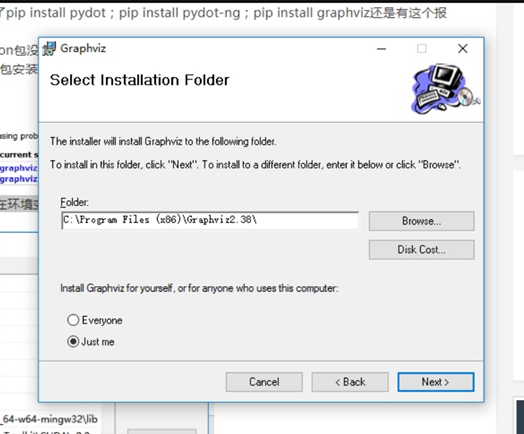 了pip install pydot；pip install pydot-ng；pip install graphviz还是有这个报
on包没
包安装
using prob
current s
graphviz
graphviz
在环境变
Graphviz
Select Installation Folder
The installer will install Graphviz to the following folder.
To install in this folder, click "Next". To install to a different folder, enter it below or click "Browse".
Folder:
C:\Program Files (x86)\Graphviz2.38\
Browse...
Disk Cost...
Install Graphviz for yourself, or for anyone who uses this computer:
Everyone
Just me
Cancel
< Back
Next >
_64-w64-mingw32\lib